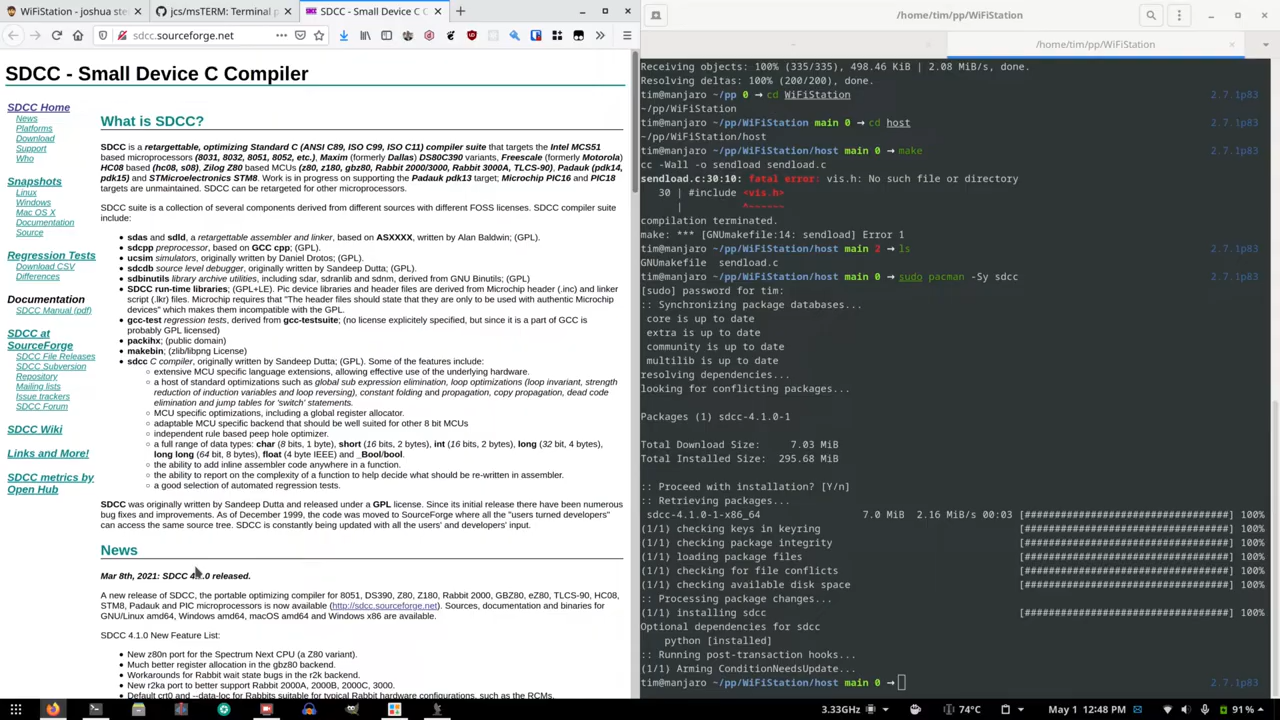 WiFiStation - joshua ste
jcs/msTERM: Terminal p
SDCC - Small Device C C
sdcc.sourceforge.net
SDCC - Small Device C Compiler
SDCC Home
News
Platforms
Download
Support
Who
Snapshots
Linux
Windows
Mac OS X
Documentation
Source
Regression Tests
Download CSV
Differences
Documentation
SDCC Manual (pdf)
SDCC at
SourceForge
SDCC File Releases
SDCC Subversion
Repository
Mailing lists
Issue trackers
SDCC Forum
SDCC Wiki
Links and More!
SDCC metrics by
Open Hub
What is SDCC?
SDCC is a retargettable, optimizing Standard C (ANSI C89, ISO C99, ISO C11) compiler suite that targets the Intel MCS51
based microprocessors (8031, 8032, 8051, 8052, etc.), Maxim (formerly Dallas) DS80C390 variants, Freescale (formerly Motorola)
HC08 based (hc08, s08), Zilog Z80 based MCUs (z80, z180, gbz80, Rabbit 2000/3000, Rabbit 3000A, TLCS-90), Padauk (pdk14,
pdk15) and STMicroelectronics STM8. Work is in progress on supporting the Padauk pdk13 target; Microchip PIC16 and PIC18
targets are unmaintained. SDCC can be retargeted for other microprocessors.
SDCC suite is a collection of several components derived from different sources with different FOSS licenses. SDCC compiler suite
include:
sdas and sdld, a retargettable assembler and linker, based on ASXXXX, written by Alan Baldwin; (GPL).
sdcpp preprocessor, based on GCC cpp; (GPL).
ucsim simulators, originally written by Daniel Drotos; (GPL).
sdcdb source level debugger, originally written by Sandeep Dutta; (GPL).
sdbinutils library archive utilities, including sdar, sdranlib and sdnm, derived from GNU Binutils; (GPL)
SDCC run-time libraries; (GPL+LE). Pic device libraries and header files are derived from Microchip header (.inc) and linker
script (.lkr) files. Microchip requires that "The header files should state that they are only to be used with authentic Microchip
devices" which makes them incompatible with the GPL.
gcc-test regression tests, derived from gcc-testsuite; (no license explicitly specified, but since it is a part of GCC is
probably GPL licensed)
packihx; (public domain)
makebin; (zlib/libpng License)
sdcc C compiler, originally written by Sandeep Dutta; (GPL). Some of the features include:
extensive MCU specific language extensions, allowing effective use of the underlying hardware.
a host of standard optimizations such as global sub expression elimination, loop optimizations (loop invariant, strength
reduction of induction variables and loop reversing), constant folding and propagation, copy propagation, dead code
elimination and jump tables for 'switch' statements.
MCU specific optimizations, including a global register allocator.
adaptable MCU specific backend that should be well suited for other 8 bit MCUs
independent rule based peep hole optimizer.
a full range of data types: char (8 bits, 1 byte), short (16 bits, 2 bytes), int (16 bits, 2 bytes), long (32 bit, 4 bytes),
long long (64 bit, 8 bytes), float (4 byte IEEE) and _Bool/bool.
the ability to add inline assembler code anywhere in a function.
the ability to report on the complexity of a function to help decide what should be re-written in assembler.
a good selection of automated regression tests.
SDCC was originally written by Sandeep Dutta and released under a GPL license. Since its initial release there have been numerous
bug fixes and improvements. As of December 1999, the code was moved to SourceForge where all the "users turned developers"
can access the same source tree. SDCC is constantly being updated with all the users' and developers' input.
News
Mar 8th, 2021: SDCC 4.1.0 released.
A new release of SDCC, the portable optimizing compiler for 8051, DS390, Z80, Z180, Rabbit 2000, GBZ80, eZ80, TLCS-90, HC08,
STM8, Padauk and PIC microprocessors is now available (http://sdcc.sourceforge.net). Sources, documentation and binaries for
GNU/Linux amd64, Windows amd64, macOS amd64 and Windows x86 are available.
SDCC 4.1.0 New Feature List:
New z80n port for the Spectrum Next CPU (a Z80 variant).
Much better register allocation in the gbz80 backend.
Workarounds for Rabbit wait state bugs in the r2k backend.
New r2ka port to better support Rabbit 2000A, 2000B, 2000C, 3000.
Default crt0 and --data-loc for Rabbits suitable for typical Rabbit hardware configurations, such as the RCMs.
/home/tim/pp/WiFiStation
/home/tim/pp/WiFiStation
Receiving objects: 100% (335/335), 498.46 KiB | 2.08 MiB/s, done.
Resolving deltas: 100% (200/200), done.
tim@manjaro ~/pp 0 → cd WiFiStation 2.7.1p83
~/pp/WiFiStation
tim@manjaro ~/pp/WiFiStation main 0 → cd host 2.7.1p83
~/pp/WiFiStation/host
tim@manjaro ~/pp/WiFiStation/host main 0 → make 2.7.1p83
cc -Wall -o sendload sendload.c
sendload.c:30:10: fatal error: vis.h: No such file or directory
30 | #include <vis.h>
| ^~~~~~~
compilation terminated.
make: *** [GNUmakefile:14: sendload] Error 1
tim@manjaro ~/pp/WiFiStation/host main 2 → ls 2.7.1p83
GNUmakefile sendload.c
tim@manjaro ~/pp/WiFiStation/host main 0 → sudo pacman -Sy sdcc 2.7.1p83
[sudo] password for tim:
:: Synchronizing package databases...
core is up to date
extra is up to date
community is up to date
multilib is up to date
resolving dependencies...
looking for conflicting packages...
Packages (1) sdcc-4.1.0-1
Total Download Size: 7.03 MiB
Total Installed Size: 295.68 MiB
:: Proceed with installation? [Y/n]
:: Retrieving packages...
sdcc-4.1.0-1-x86_64 7.0 MiB 2.16 MiB/s 00:03 [######################################] 100%
(1/1) checking keys in keyring [######################################] 100%
(1/1) checking package integrity [######################################] 100%
(1/1) loading package files [######################################] 100%
(1/1) checking for file conflicts [######################################] 100%
(1/1) checking available disk space [######################################] 100%
:: Processing package changes...
(1/1) installing sdcc [######################################] 100%
Optional dependencies for sdcc
python [installed]
:: Running post-transaction hooks...
(1/1) Arming ConditionNeedsUpdate...
tim@manjaro ~/pp/WiFiStation/host main 0 → 2.7.1p83
3.33GHz 74°C May 1 12:48 PM 91 %